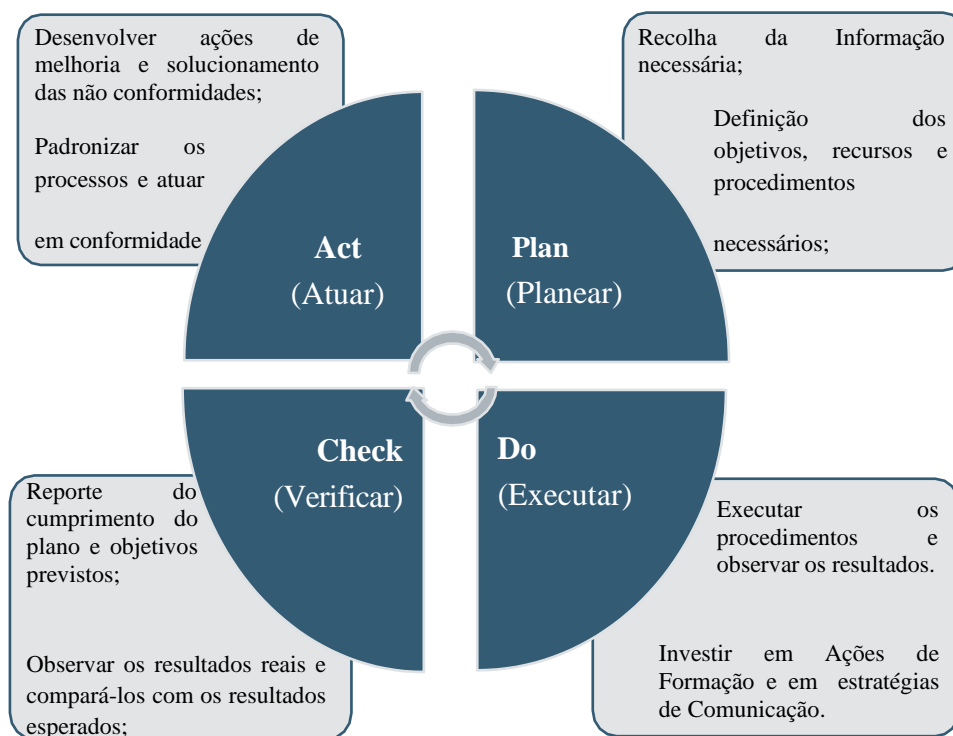 Desenvolver ações de
melhoria e solucionamento
das não conformidades;
Padronizar os
processos e atuar
em conformidade
Recolha da Informação
necessária;
Definição dos
objetivos, recursos e
procedimentos
necessários;
Act
(Atuar)
Plan
(Planear)
Check
(Verificar)
Do
(Executar)
Reporte do
cumprimento do
plano e objetivos
previstos;
Observar os resultados reais e
compará-los com os resultados
esperados;
Executar os
procedimentos e
observar os resultados.
Investir em Ações de
Formação e em estratégias
de Comunicação.